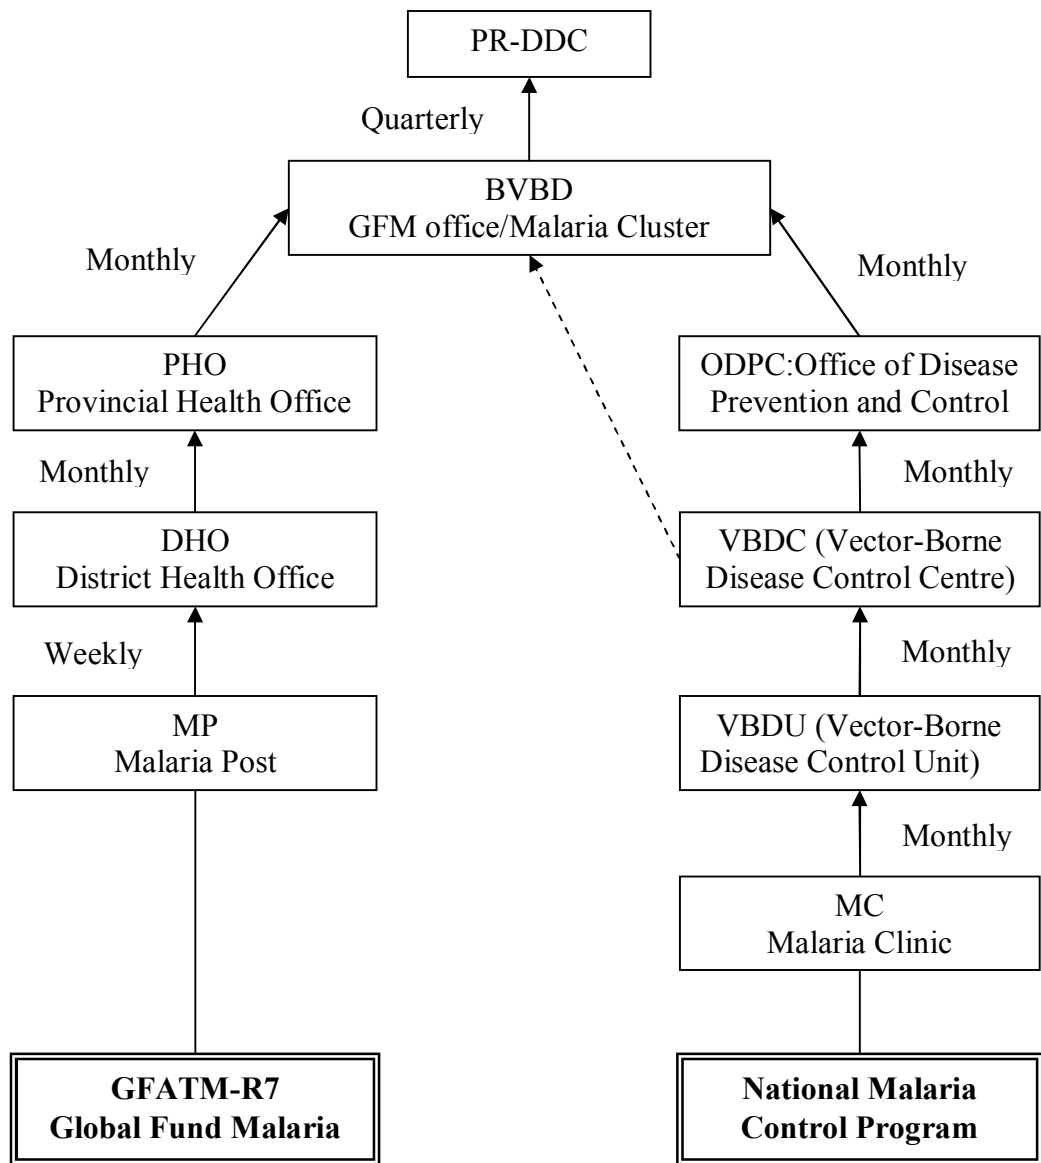 PR-DDC
Quarterly
BVBD
GFM office/Malaria Cluster
Monthly
Monthly
PHO
Provincial Health Office
ODPC:Office of Disease
Prevention and Control
Monthly
Monthly
DHO
District Health Office
VBDC (Vector-Borne
Disease Control Centre)
Weekly
Monthly
MP
Malaria Post
VBDU (Vector-Borne
Disease Control Unit)
Monthly
MC
Malaria Clinic
GFATM-R7
Global Fund Malaria
National Malaria
Control Program